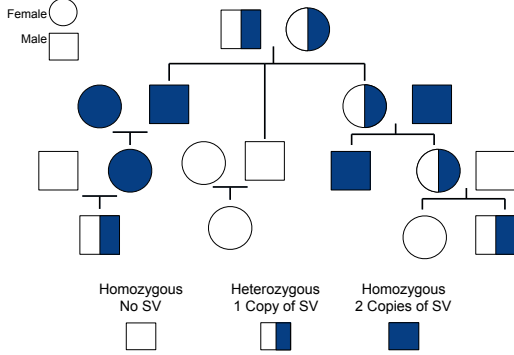 Female
Male
Homozygous
No SV
Heterozygous
1 Copy of SV
Homozygous
2 Copies of SV